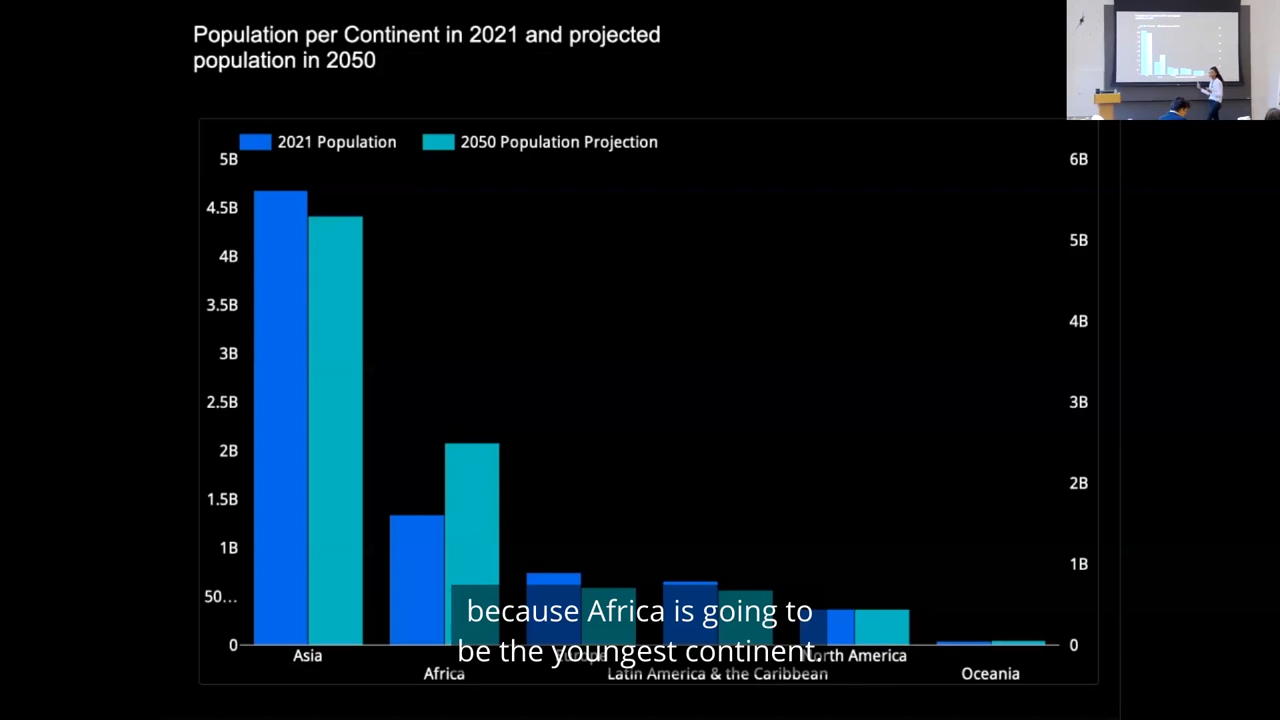 Population per Continent in 2021 and projected
population in 2050
2021 Population
2050 Population Projection
5B
4.5B
4B
3.5B
3B
2.5B
2B
1.5B
1B
50...
0
6B
5B
4B
3B
2B
1B
0
because Africa is going to
be the youngest continent.
Asia
Africa
Europe
Latin America & the Caribbean
North America
Oceania